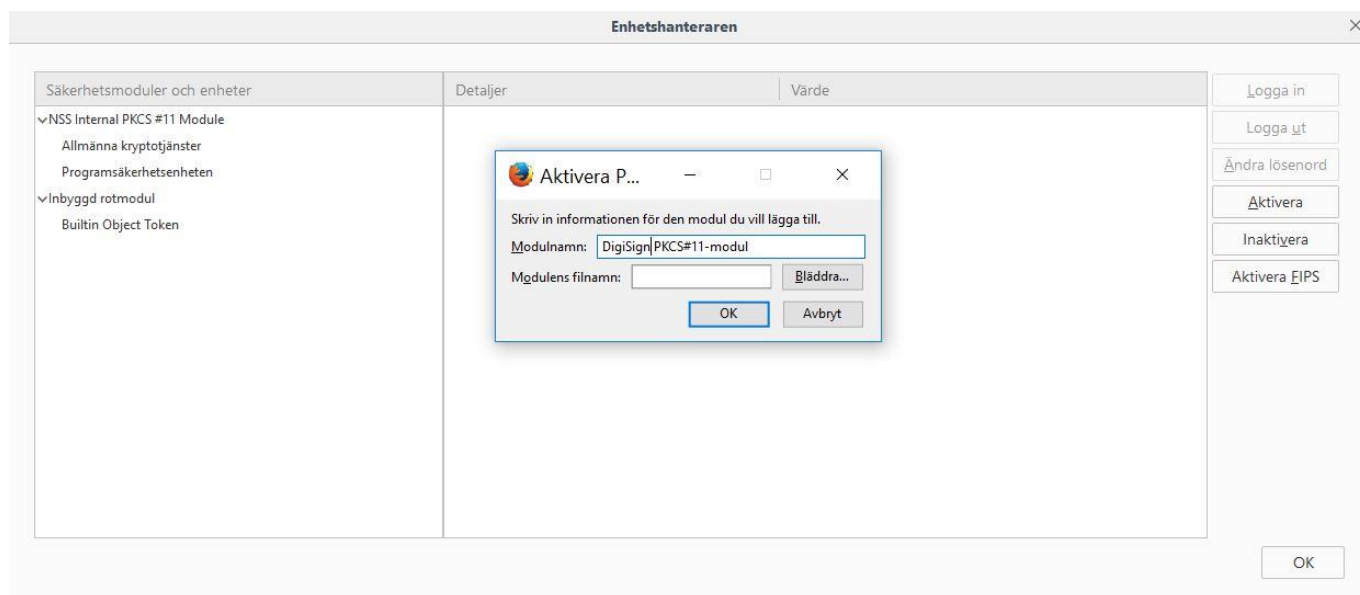 Enhetshanteraren
Säkerhetsmoduler och enheter
Detaljer
Värde
NSS Internal PKCS #11 Module
Allmänna kryptotjänster
Programsäkerhetsenheten
Inbyggd rotmodul
Builtin Object Token
Logga in
Logga ut
Ändra lösenord
Aktivera
Inaktivera
Aktivera FIPS
Aktivera P...
Skriv in informationen för den modul du vill lägga till.
Modulnamn: DigiSign PKCS#11-modul
Modulens filnamn: Bläddra...
OK Avbryt
OK